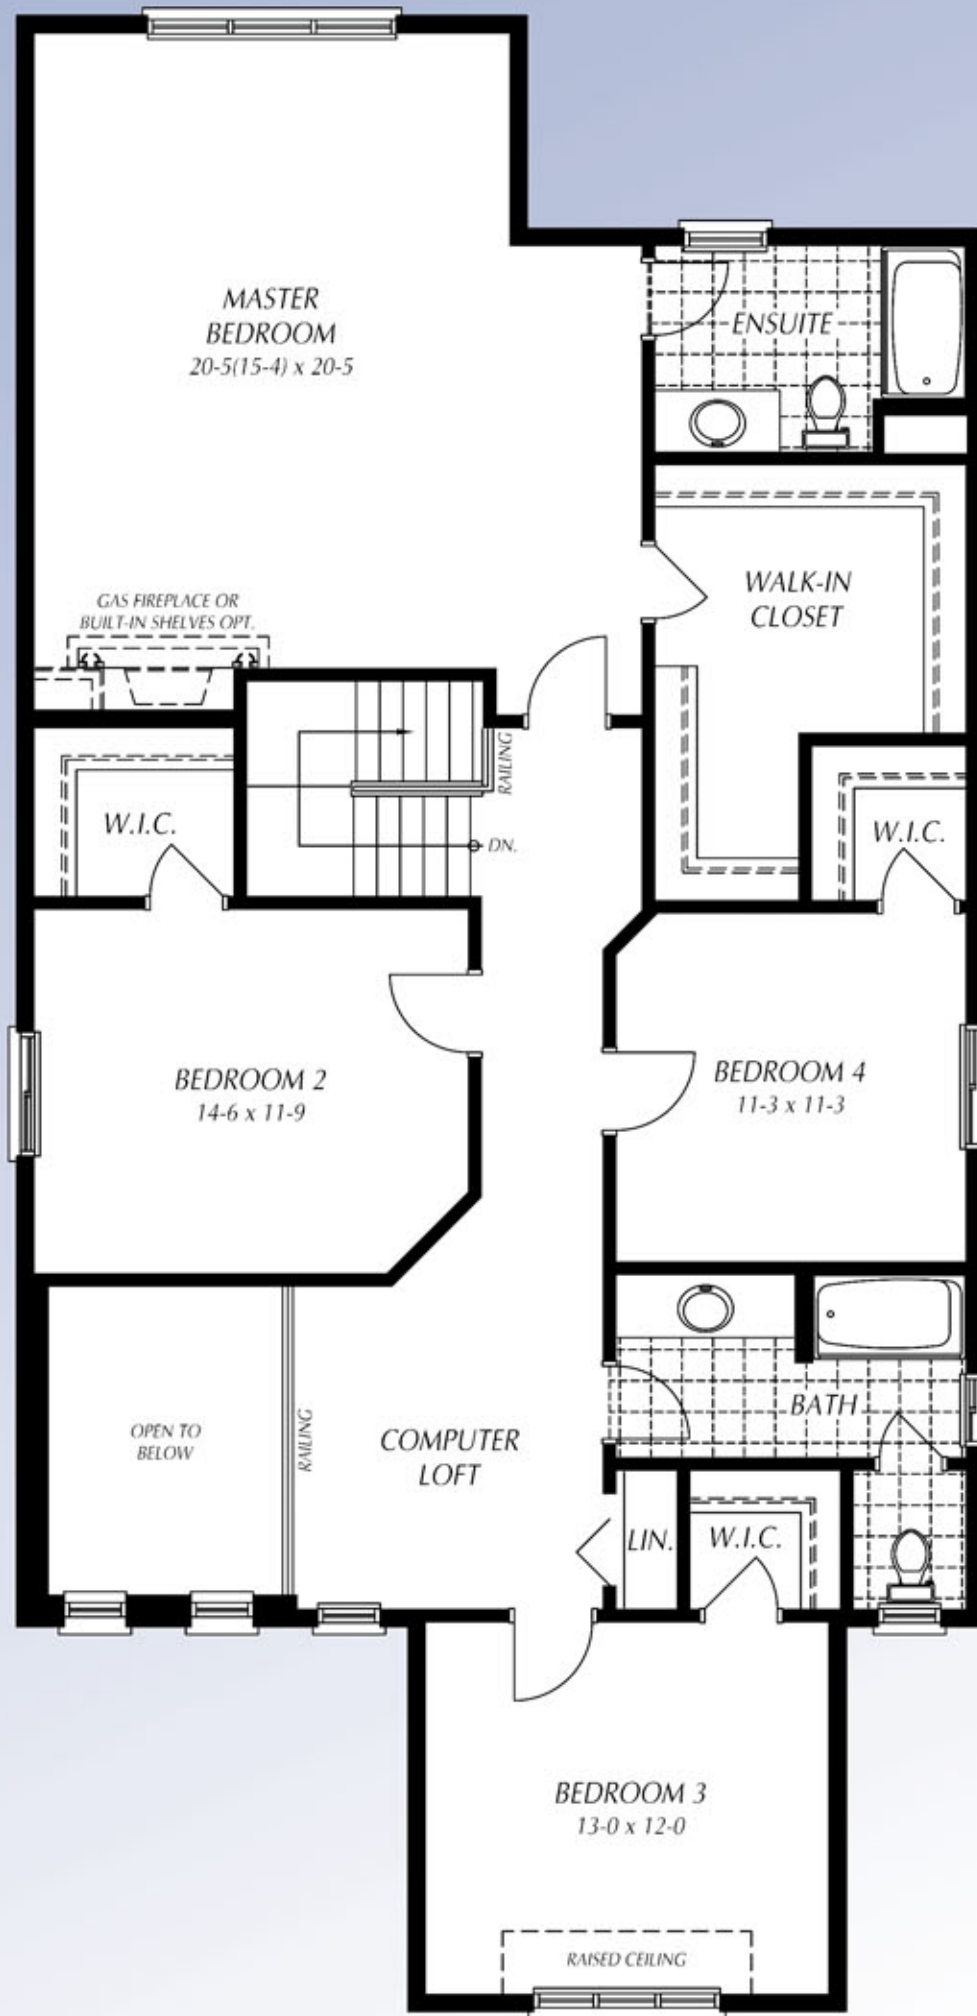 MASTER
BEDROOM
20-5(15-4) x 20-5
ENSUITE
GAS FIREPLACE OR
BUILT-IN SHELVES OPT.
WALK-IN
CLOSET
RAILING
W.I.C.
DN.
W.I.C.
BEDROOM 2
14-6 x 11-9
BEDROOM 4
11-3 x 11-3
OPEN TO
BELOW
RAILING
COMPUTER
LOFT
BATH
LIN.
W.I.C.
BEDROOM 3
13-0 x 12-0
RAISED CEILING